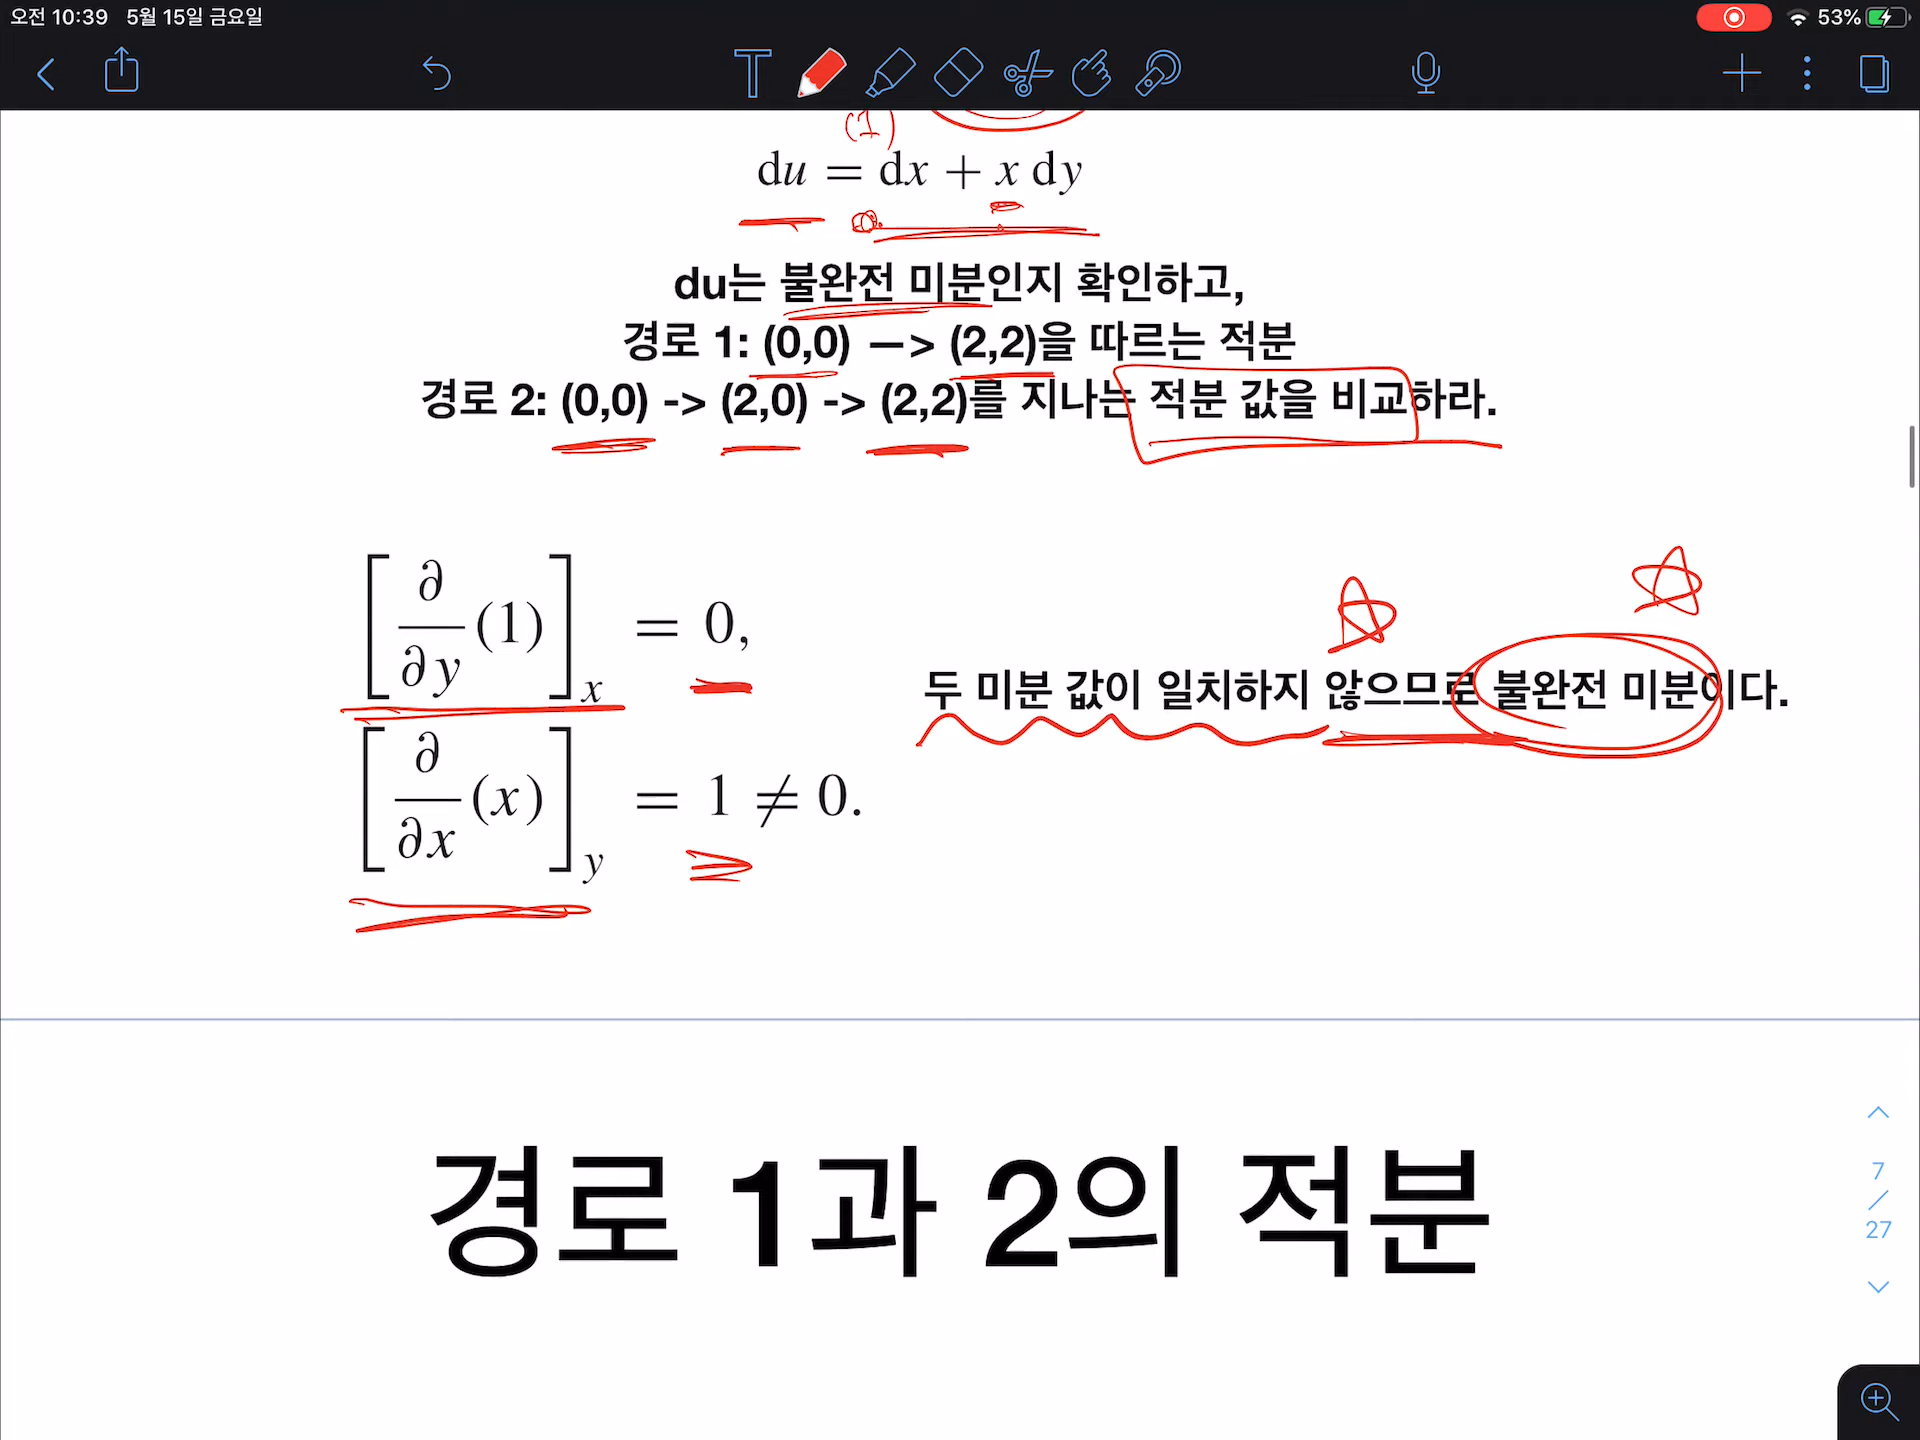 오전 10:39 5월 15일 금요일
53%
(1)
du = dx + x dy
du는 불완전 미분인지 확인하고,
경로 1: (0,0) —> (2,2)을 따르는 적분
경로 2: (0,0) -> (2,0) -> (2,2)를 지나는 적분 값을 비교하라.
[∂/∂y (1)]x = 0,
두 미분 값이 일치하지 않으므로 불완전 미분이다.
[∂/∂x (x)]y = 1 ≠ 0.
경로 1과 2의 적분
7
/
27